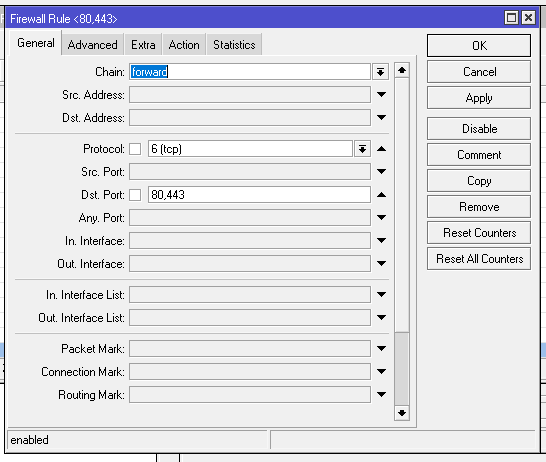 Firewall Rule <80,443>
General Advanced Extra Action Statistics
Chain: forward
Src. Address:
Dst. Address:
Protocol: 6 (tcp)
Src. Port:
Dst. Port: 80,443
Any. Port:
In. Interface:
Out. Interface:
In. Interface List:
Out. Interface List:
Packet Mark:
Connection Mark:
Routing Mark:
OK
Cancel
Apply
Disable
Comment
Copy
Remove
Reset Counters
Reset All Counters
enabled